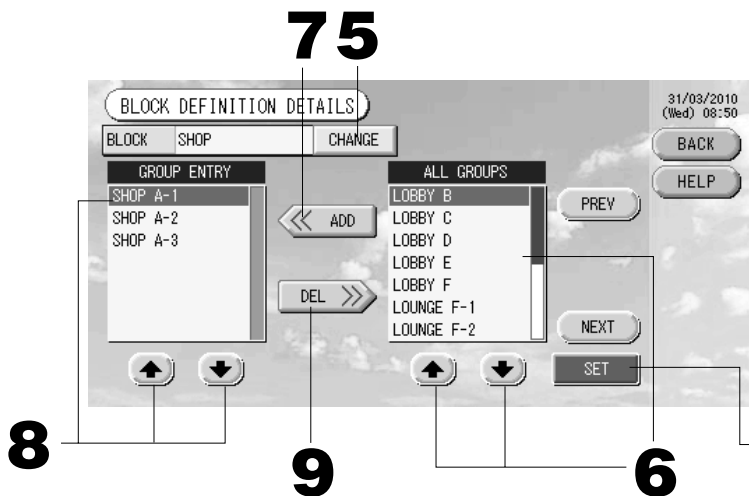 7 5
BLOCK DEFINITION DETAILS
31/03/2010
(Wed) 08:50
BLOCK SHOP CHANGE
BACK
HELP
GROUP ENTRY
SHOP A-1
SHOP A-2
SHOP A-3
ADD
DEL
ALL GROUPS
LOBBY B
LOBBY C
LOBBY D
LOBBY E
LOBBY F
LOUNGE F-1
LOUNGE F-2
PREV
NEXT
SET
8
9
6